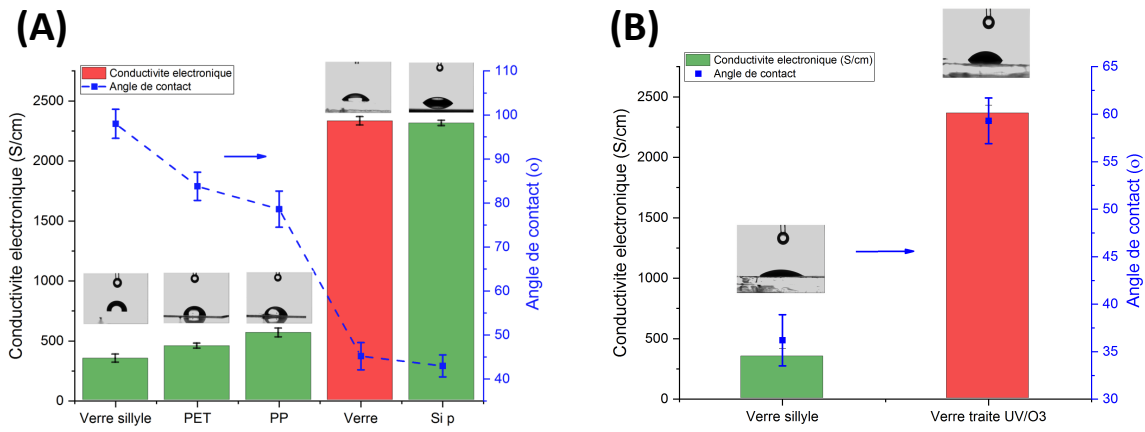 (A)
Conductivite electronique
Angle de contact
Conductivite electronique (S/cm)
0
500
1000
1500
2000
2500
Angle de contact (o)
40
50
60
70
80
90
100
110
Verre sillyle
PET
PP
Verre
Si p
(B)
Conductivite electronique (S/cm)
Angle de contact
Conductivite electronique (S/cm)
0
500
1000
1500
2000
2500
Angle de contact (o)
30
35
40
45
50
55
60
65
Verre sillyle
Verre traite UV/O3